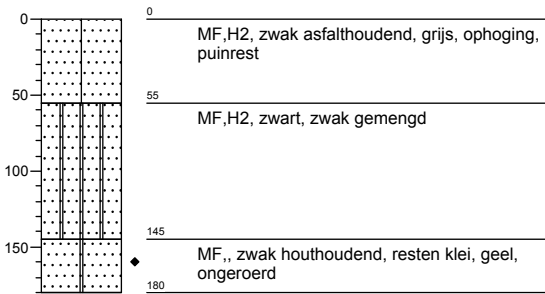 0
0
MF,H2, zwak asfalthoudend, grijs, ophoging,
puinrest
50
55
MF,H2, zwart, zwak gemengd
100
145
150
MF,, zwak houthoudend, resten klei, geel,
ongeroerd
180